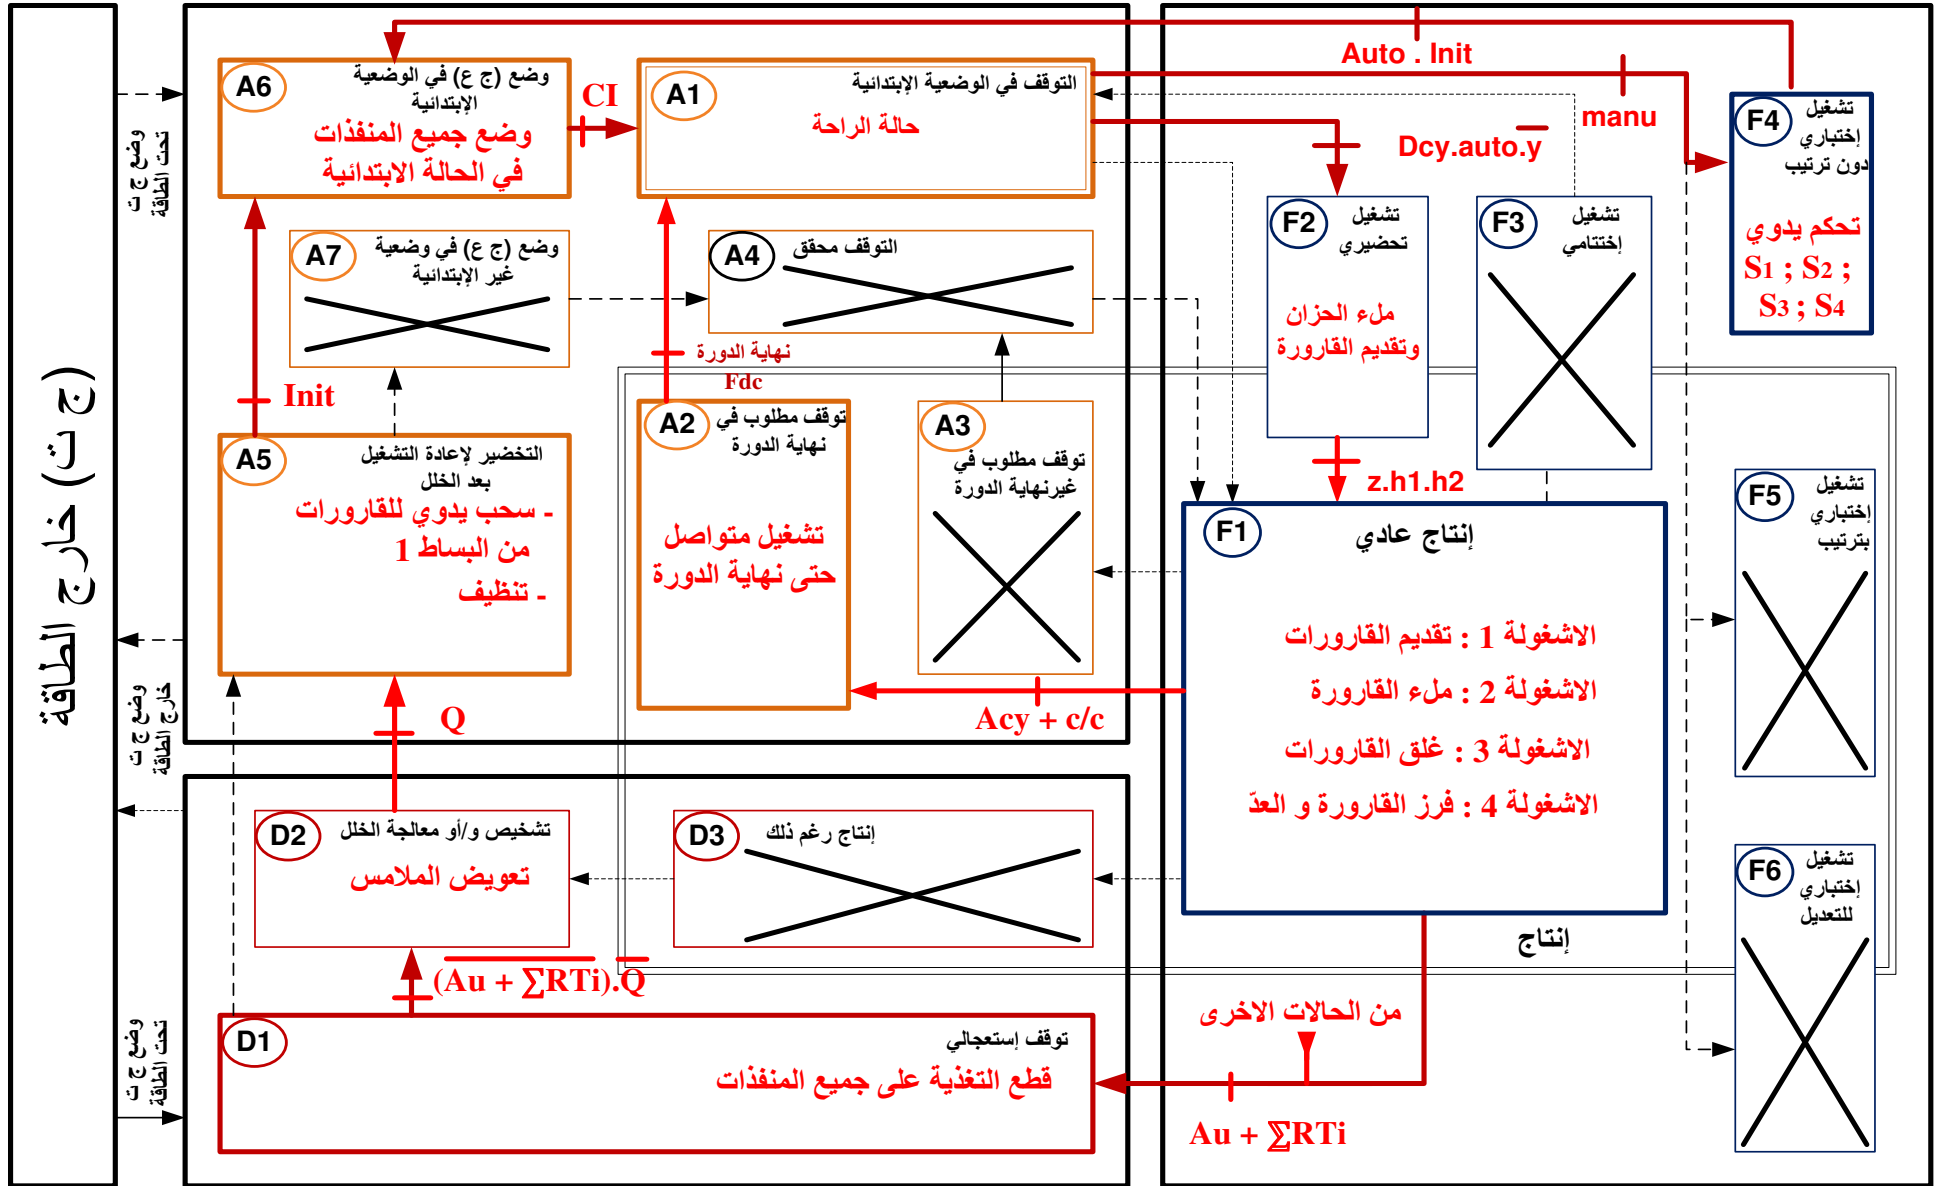 (ج ت) خارج الطاقة
وضع ج ت
تحت الطاقة
وضع ج ت
خارج الطاقة
وضع ج ت
تحت الطاقة
A6
وضع (ج ع) في الوضعية
الإبتدائية
وضع جميع المنفذات
في الحالة الابتدائية
CI
A1
التوقف في الوضعية الإبتدائية
حالة الراحة
Auto . Init
manu
Dcy.auto.y̅
F4
تشغيل
إختباري
دون ترتيب
تحكم يدوي
S1 ; S2 ;
S3 ; S4
A7
وضع (ج ع) في وضعية
غير الإبتدائية
A4
التوقف محقق
F2
تشغيل
تحضيري
ملء الحزان
وتقديم القارورة
F3
تشغيل
إختتامي
Init
نهاية الدورة
Fdc
A5
التخضير لإعادة التشغيل
بعد الخلل
- سحب يدوي للقارورات
من البساط 1
- تنظيف
A2
توقف مطلوب في
نهاية الدورة
تشغيل متواصل
حتى نهاية الدورة
A3
توقف مطلوب في
غيرنهاية الدورة
z.h1.h2
F1
إنتاج عادي
الاشغولة 1 : تقديم القارورات
الاشغولة 2 : ملء القارورة
الاشغولة 3 : غلق القارورات
الاشغولة 4 : فرز القارورة و العدّ
F5
تشغيل
إختباري
بترتيب
Q
Acy + c/c
D2
تشخيص و/أو معالجة الخلل
تعويض الملامس
D3
إنتاج رغم ذلك
F6
تشغيل
إختباري
للتعديل
إنتاج
(Au + ∑RTi).Q
من الحالات الاخرى
D1
توقف إستعجالي
قطع التغذية على جميع المنفذات
Au + ∑RTi